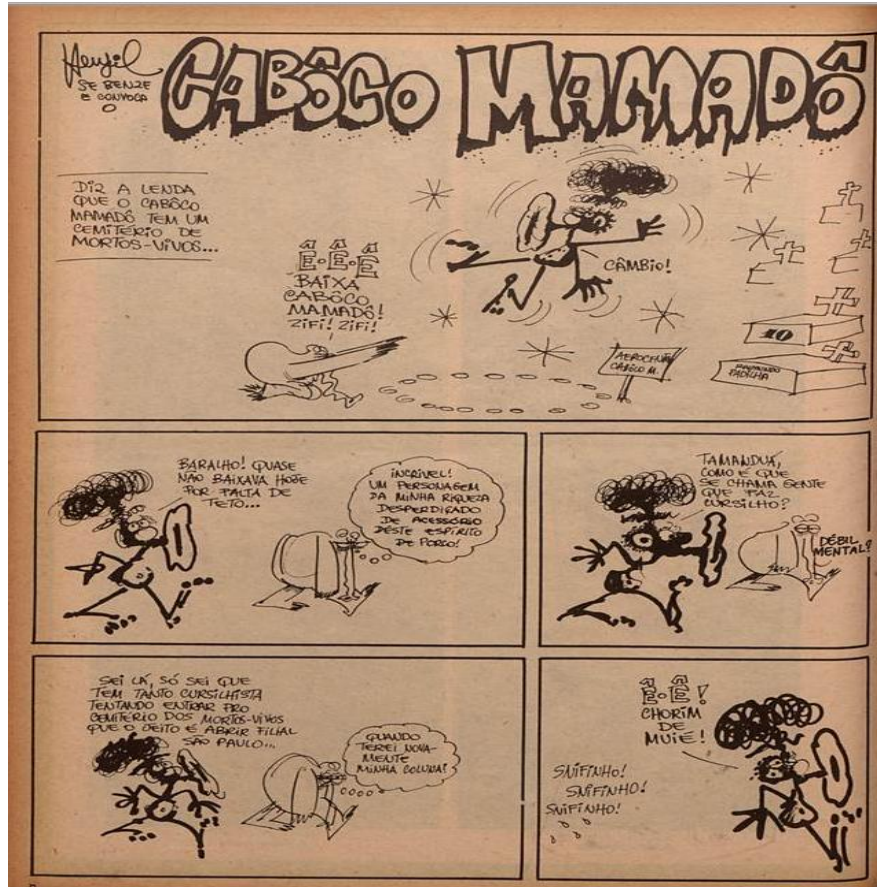 Henfil
SE BENZE
E CONVOCA
O
CABÔCO MAMADÔ
DIZ A LENDA
QUE O CABÔCO
MAMADÔ TEM UM
CEMITÉRIO DE
MORTOS-VIVOS...
Ê-Ê-Ê
BAIXA
CABÔCO
MAMADÔ!
ZIFI! ZIFI!
CÂMBIO!
CABÔCO M.
10
PADILHA
BARALHO! QUASE
NÃO BAIXAVA HOJE
POR FALTA DE
TETO...
INCRÍVEL!
UM PERSONAGEM
DA MINHA RIQUEZA
DESPERDIÇADO
DE ACESSÓRIO
DESTE ESPÍRITO
DE PORCO!
TAMANDUÁ,
COMO É QUE
SE CHAMA GENTE
QUE FAZ
CURSILHO?
DÉBIL
MENTAL?
SEI LÁ, SÓ SEI QUE
TEM TANTO CURSILHISTA
TENTANDO ENTRAR PRO
CEMITÉRIO DOS MORTOS-VIVOS
QUE O JEITO É ABRIR FILIAL
SÃO PAULO...
QUANDO
TEREI NOVA-
MENTE
MINHA COLUNA?
Ê-Ê!
CHORIM
DE
MUIÉ!
SNIFINHO!
SNIFINHO!
SNIFINHO!